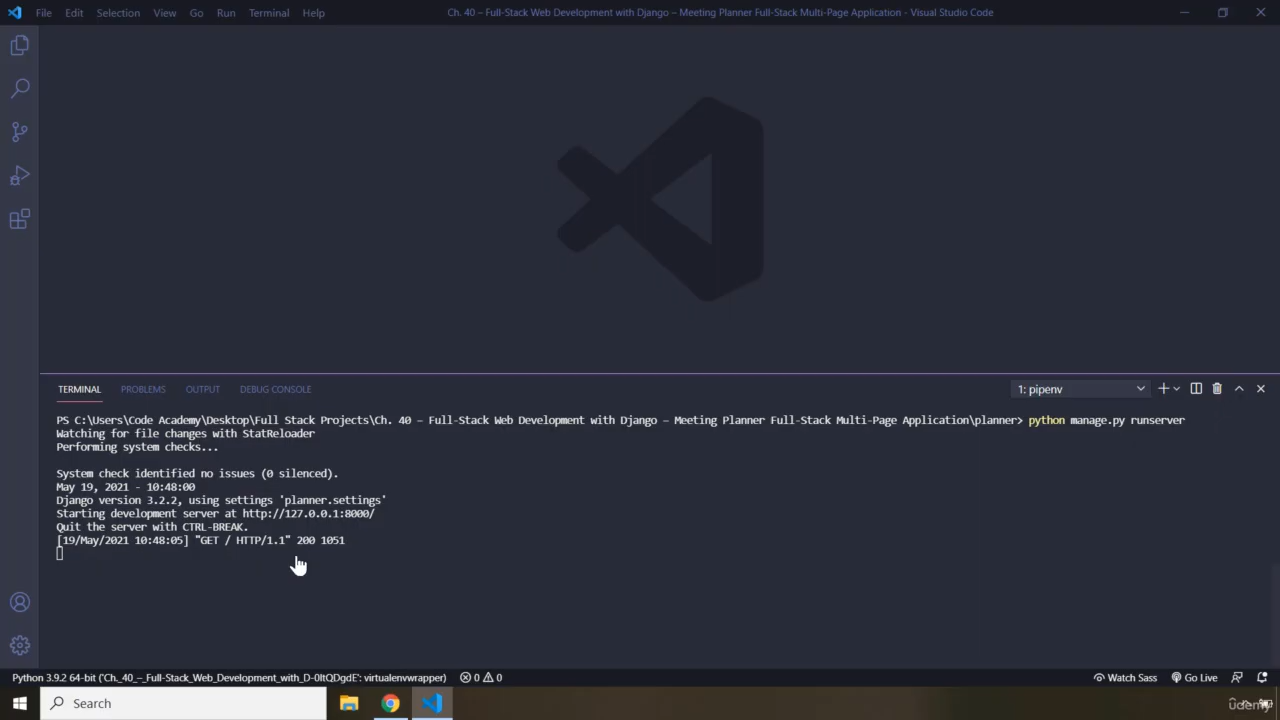 File Edit Selection View Go Run Terminal Help
Ch. 40 – Full-Stack Web Development with Django – Meeting Planner Full-Stack Multi-Page Application - Visual Studio Code
TERMINAL PROBLEMS OUTPUT DEBUG CONSOLE
1: pipenv
PS C:\Users\Code Academy\Desktop\Full Stack Projects\Ch. 40 – Full-Stack Web Development with Django – Meeting Planner Full-Stack Multi-Page Application\planner> python manage.py runserver
Watching for file changes with StatReloader
Performing system checks...
System check identified no issues (0 silenced).
May 19, 2021 - 10:48:00
Django version 3.2.2, using settings 'planner.settings'
Starting development server at http://127.0.0.1:8000/
Quit the server with CTRL-BREAK.
[19/May/2021 10:48:05] "GET / HTTP/1.1" 200 1051
Python 3.9.2 64-bit ('Ch._40_–_Full-Stack_Web_Development_with_D-0ltQDgdE': virtualenvwrapper) 0 0
Watch Sass Go Live
Search
udemy